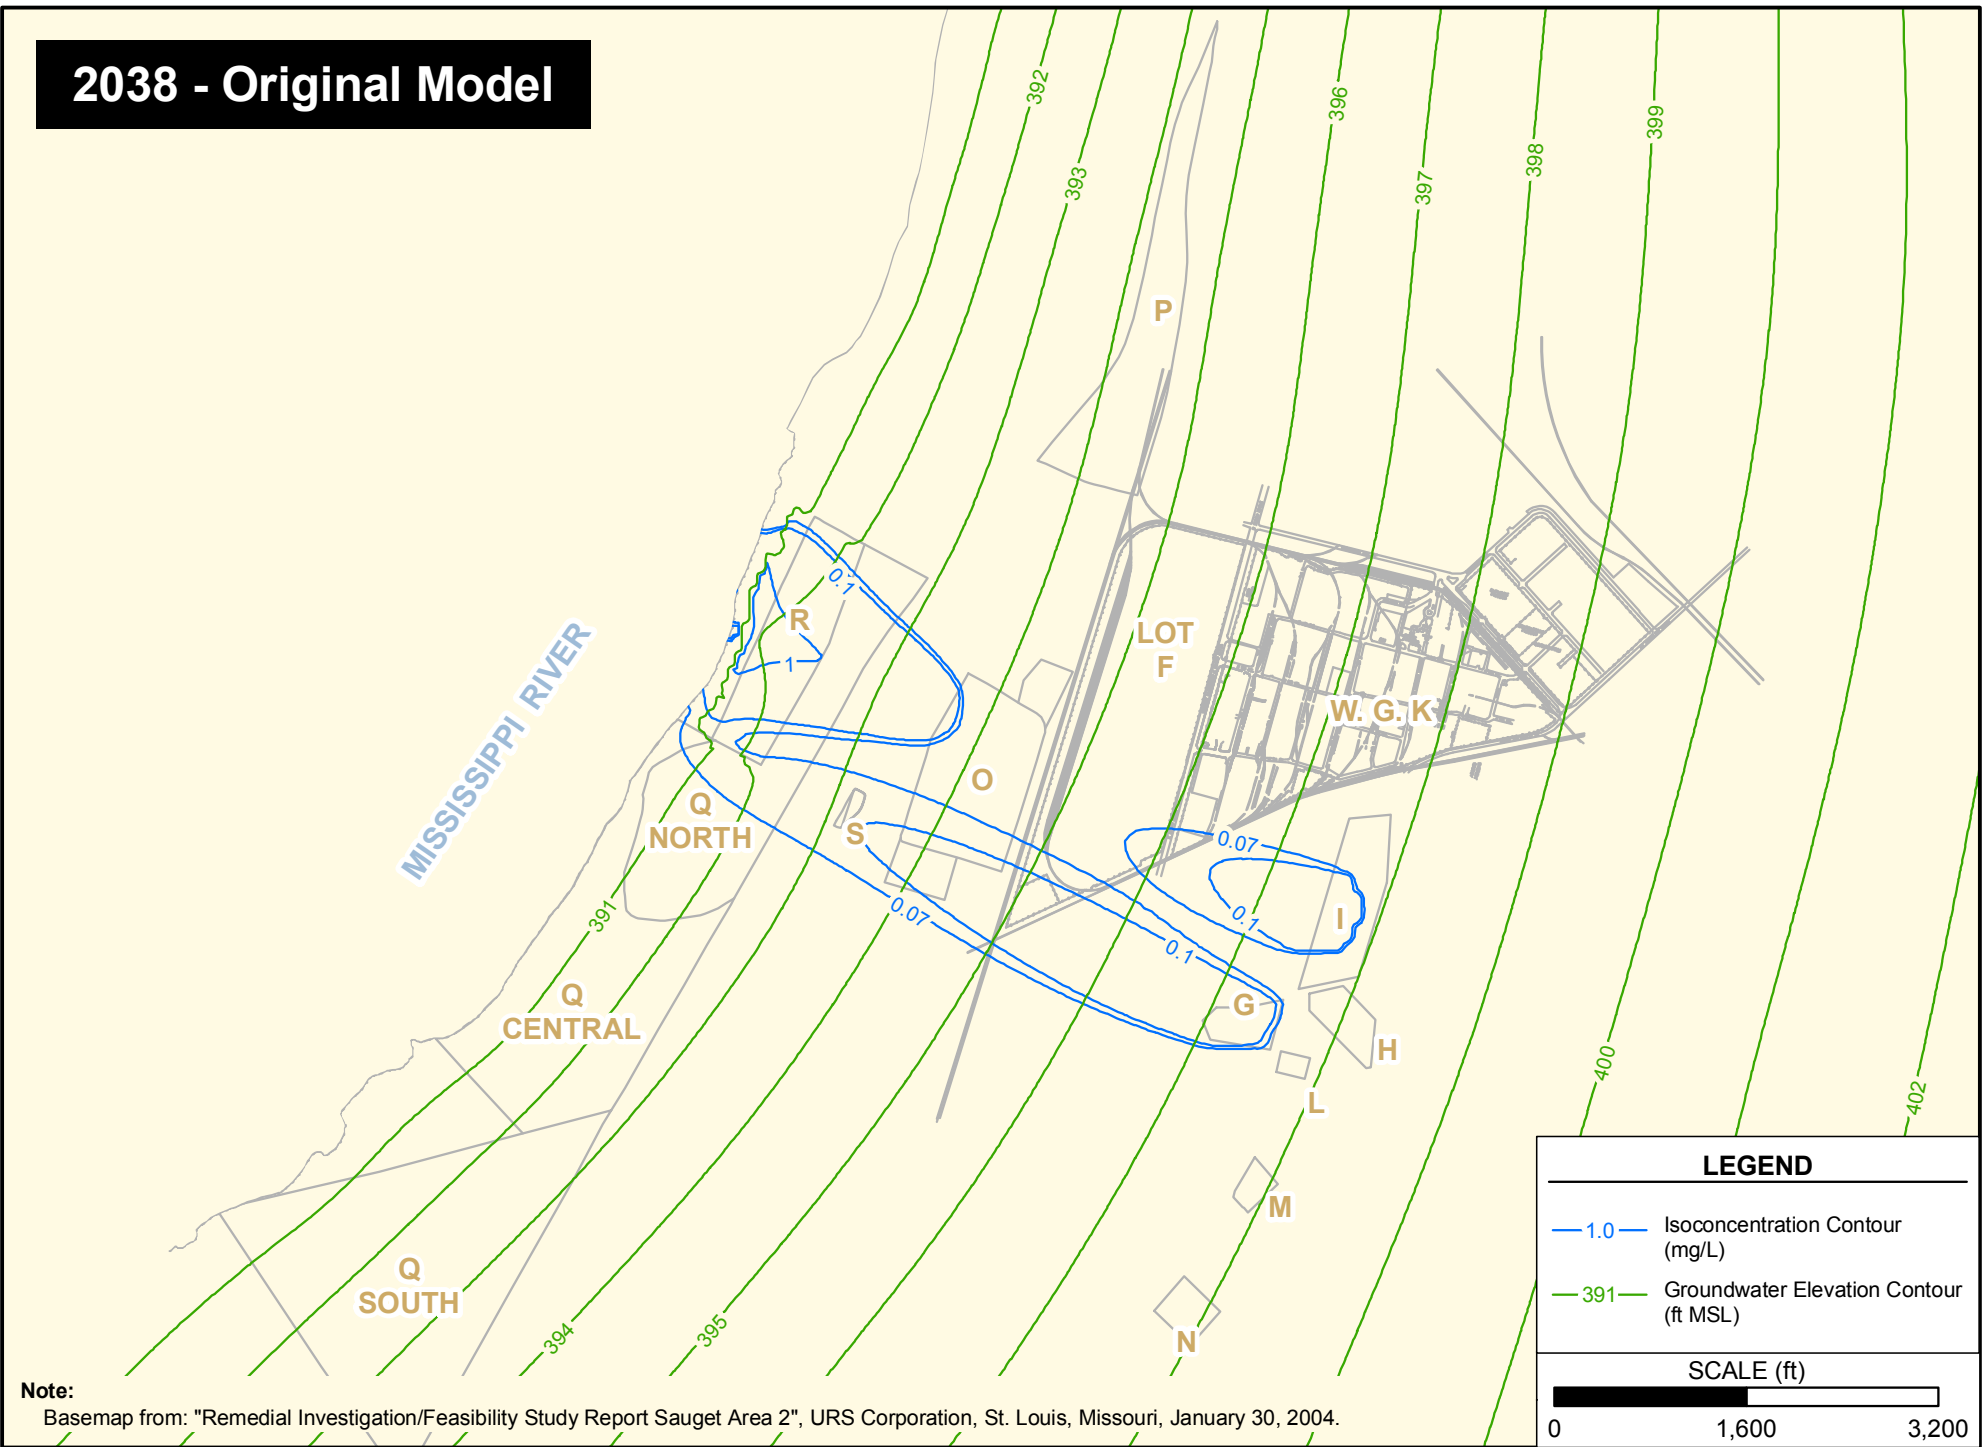 2038 - Original Model
392
393
396
397
398
399
P
0.1
R
1
LOT
F
W. G. K
MISSISSIPPI RIVER
O
Q
NORTH
S
0.07
0.07
0.1
0.1
I
391
G
Q
CENTRAL
H
L
400
402
M
N
Q
SOUTH
394
395
LEGEND
1.0 Isoconcentration Contour
(mg/L)
391 Groundwater Elevation Contour
(ft MSL)
SCALE (ft)
0 1,600 3,200
Note:
Basemap from: "Remedial Investigation/Feasibility Study Report Sauget Area 2", URS Corporation, St. Louis, Missouri, January 30, 2004.